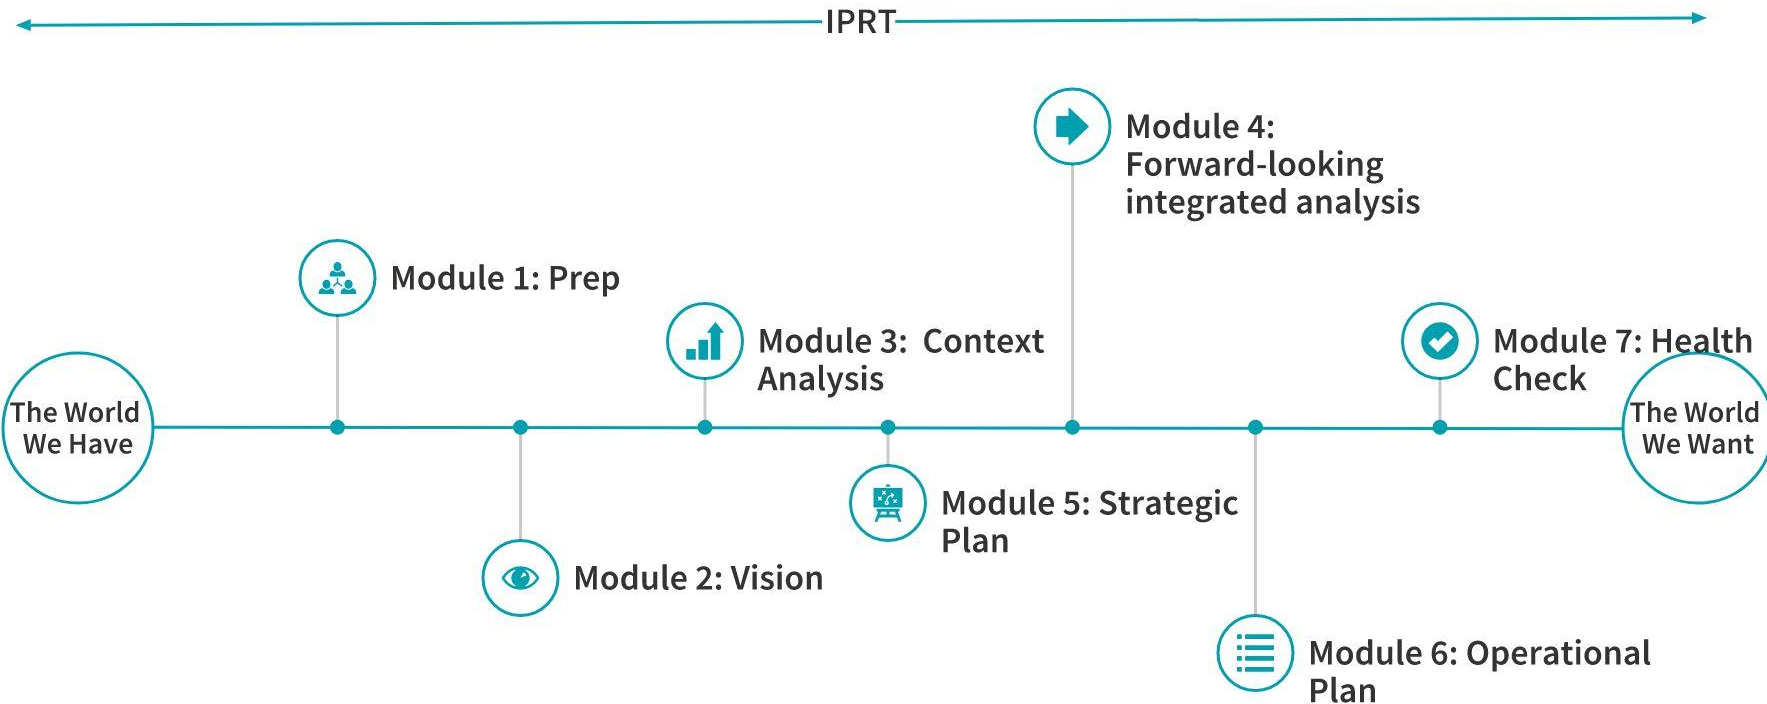 IPRT
Module 4:
Forward-looking
integrated analysis
Module 1: Prep
Module 3:  Context
Analysis
Module 7: Health
Check
The World
We Have
The World
We Want
Module 5: Strategic
Plan
Module 2: Vision
Module 6: Operational
Plan